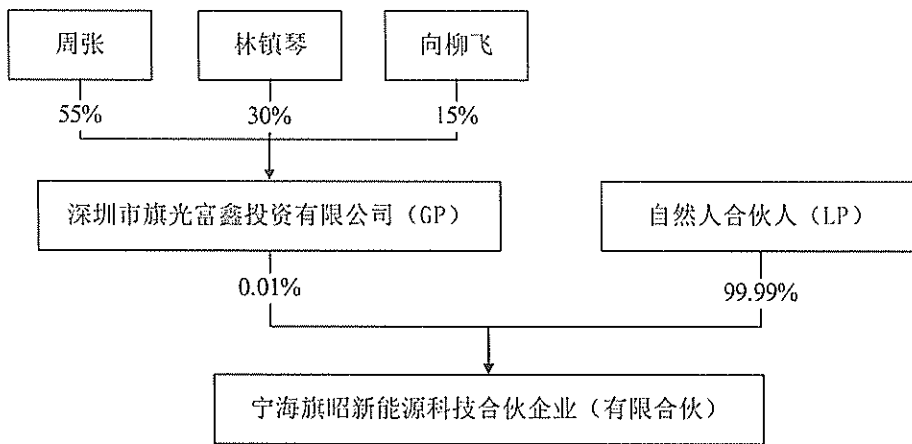 周张
林镇琴
向柳飞
55%
30%
15%
深圳市旗光富鑫投资有限公司（GP）
自然人合伙人（LP）
0.01%
99.99%
宁海旗昭新能源科技合伙企业（有限合伙）